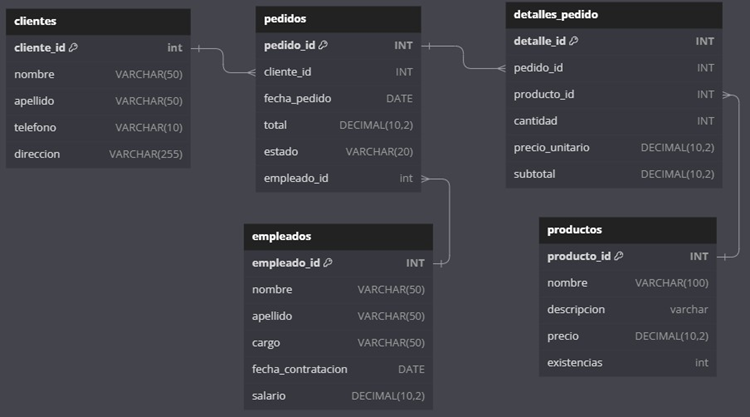 clientes
cliente_id int
nombre VARCHAR(50)
apellido VARCHAR(50)
telefono VARCHAR(10)
direccion VARCHAR(255)
pedidos
pedido_id INT
cliente_id INT
fecha_pedido DATE
total DECIMAL(10,2)
estado VARCHAR(20)
empleado_id int
detalles_pedido
detalle_id INT
pedido_id INT
producto_id INT
cantidad INT
precio_unitario DECIMAL(10,2)
subtotal DECIMAL(10,2)
empleados
empleado_id INT
nombre VARCHAR(50)
apellido VARCHAR(50)
cargo VARCHAR(50)
fecha_contratacion DATE
salario DECIMAL(10,2)
productos
producto_id INT
nombre VARCHAR(100)
descripcion varchar
precio DECIMAL(10,2)
existencias int